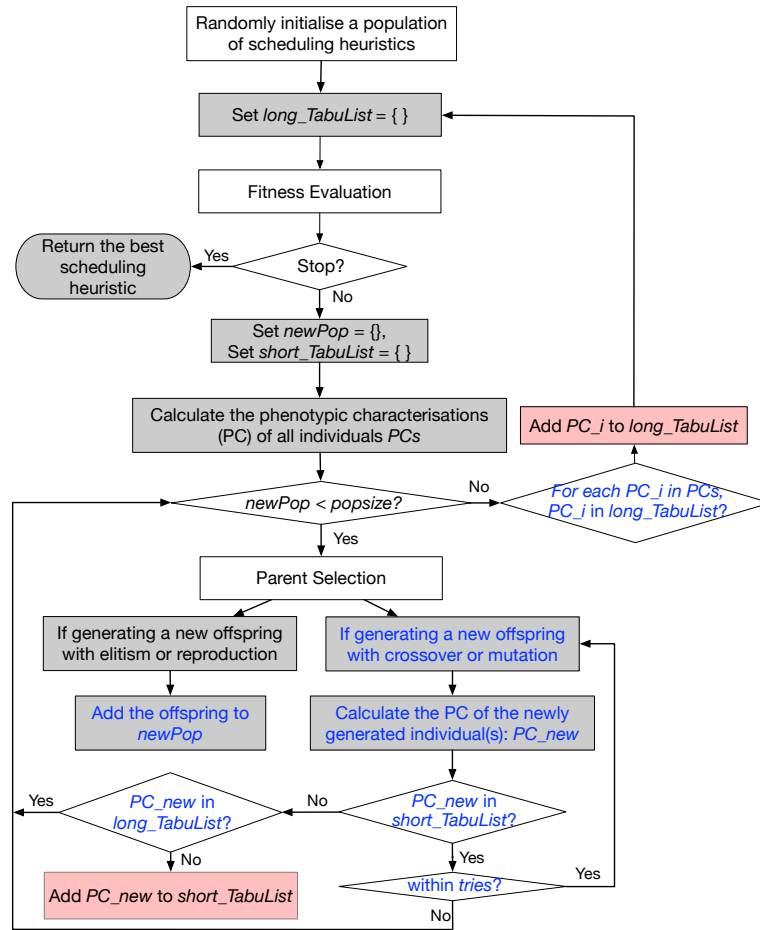 Randomly initialise a population
of scheduling heuristics
Set long_TabuList = { }
Fitness Evaluation
Return the best
scheduling
heuristic
Yes
Stop?
No
Set newPop = {},
Set short_TabuList = { }
Calculate the phenotypic characterisations
(PC) of all individuals PCs
Add PC_i to long_TabuList
newPop < popsize?
No
For each PC_i in PCs,
PC_i in long_TabuList?
Yes
Parent Selection
If generating a new offspring
with elitism or reproduction
If generating a new offspring
with crossover or mutation
Add the offspring to
newPop
Calculate the PC of the newly
generated individual(s): PC_new
Yes
PC_new in
long_TabuList?
No
PC_new in
short_TabuList?
No
Yes
Add PC_new to short_TabuList
within tries?
Yes
No